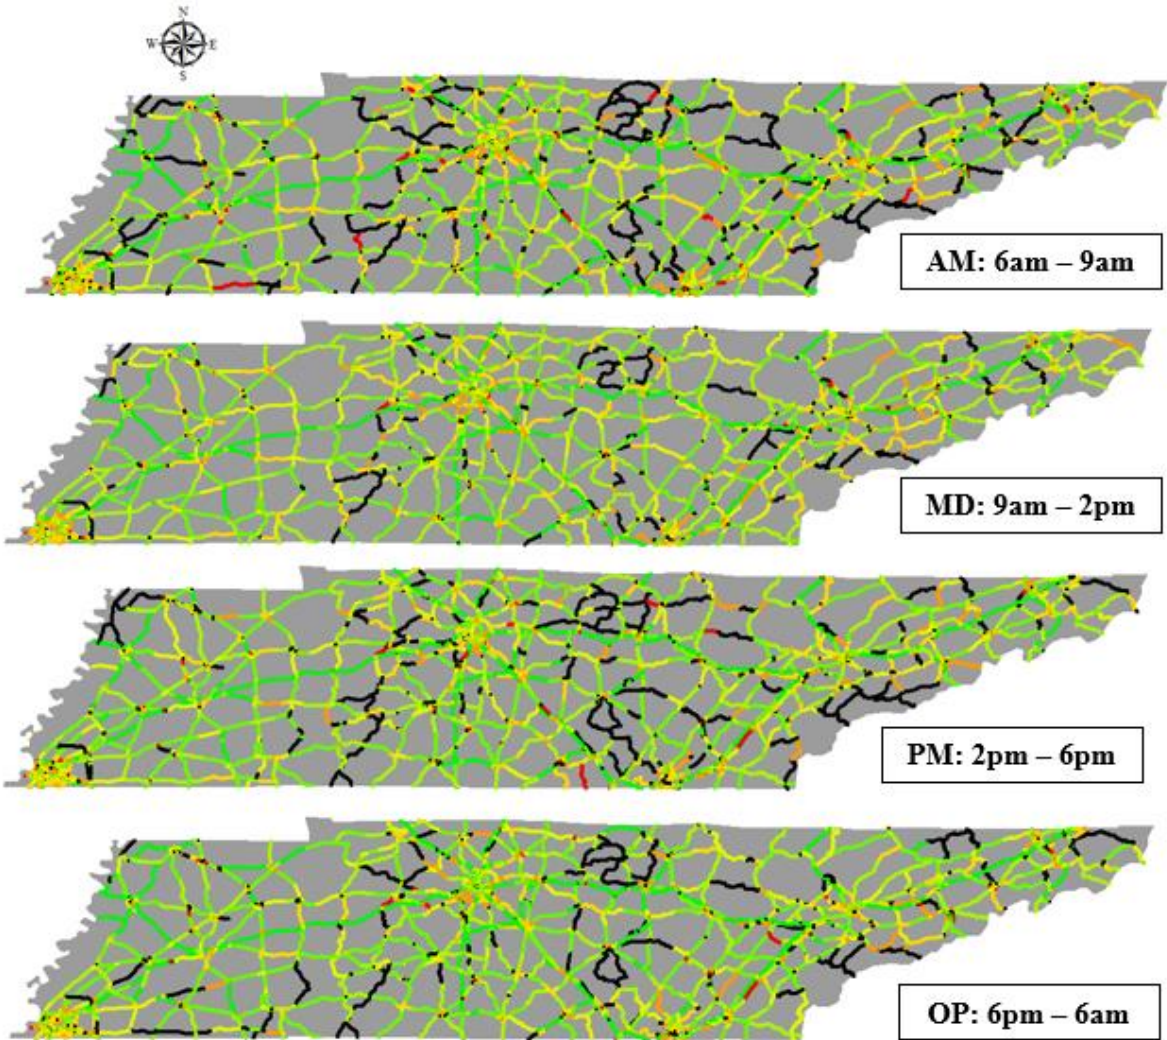 N
W E
S
AM: 6am – 9am
MD: 9am – 2pm
PM: 2pm – 6pm
OP: 6pm – 6am